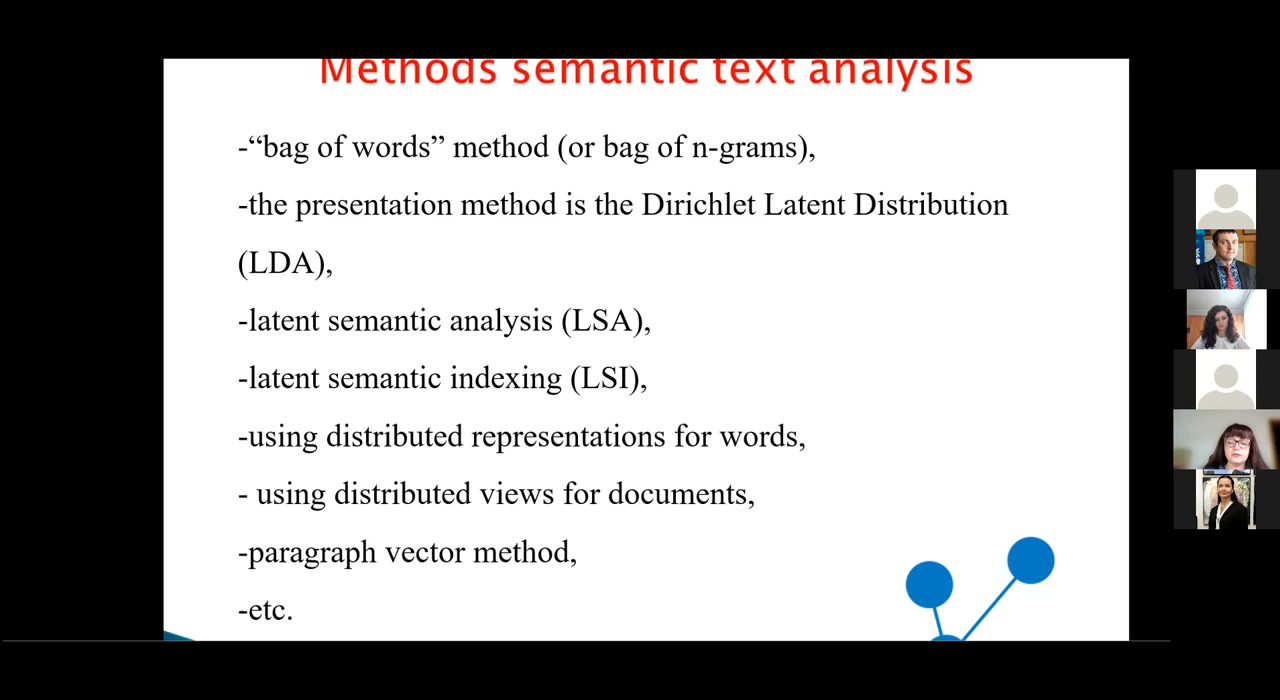 Methods semantic text analysis
-“bag of words” method (or bag of n-grams),
-the presentation method is the Dirichlet Latent Distribution
(LDA),
-latent semantic analysis (LSA),
-latent semantic indexing (LSI),
-using distributed representations for words,
- using distributed views for documents,
-paragraph vector method,
-etc.